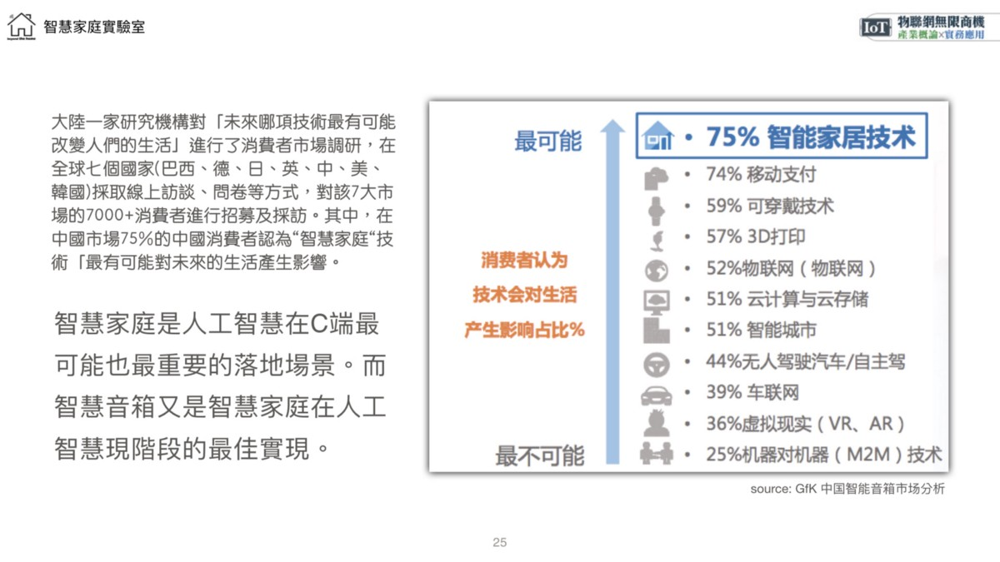 智慧家庭實驗室
IoT 物聯網無限商機
產業概論×實務應用
大陸一家研究機構對「未來哪項技術最有可能
改變人們的生活」進行了消費者市場調研，在
全球七個國家(巴西、德、日、英、中、美、
韓國)採取線上訪談、問卷等方式，對該7大市
場的7000+消費者進行招募及採訪。其中，在
中國市場75%的中國消費者認為“智慧家庭“技
術「最有可能對未來的生活產生影響。
智慧家庭是人工智慧在C端最
可能也最重要的落地場景。而
智慧音箱又是智慧家庭在人工
智慧現階段的最佳實現。
最可能
消费者认为
技术会对生活
产生影响占比%
最不可能
• 75% 智能家居技术
• 74% 移动支付
• 59% 可穿戴技术
• 57% 3D打印
• 52%物联网（物联网）
• 51% 云计算与云存储
• 51% 智能城市
• 44%无人驾驶汽车/自主驾
• 39% 车联网
• 36%虚拟现实（VR、AR）
• 25%机器对机器（M2M）技术
source: GfK 中国智能音箱市场分析
25